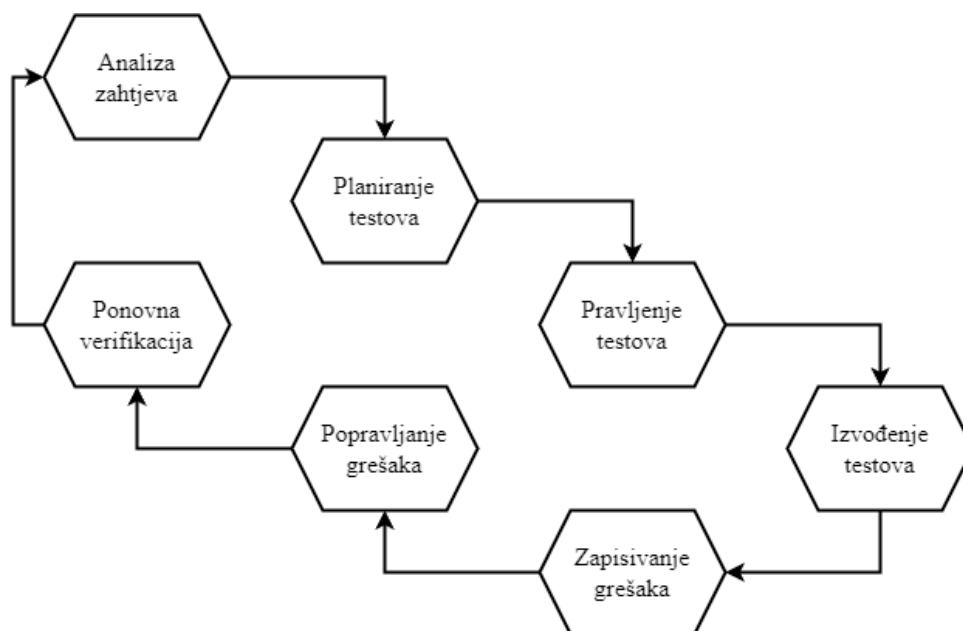 Analiza
zahtjeva
Planiranje
testova
Pravljenje
testova
Izvođenje
testova
Zapisivanje
grešaka
Popravljanje
grešaka
Ponovna
verifikacija